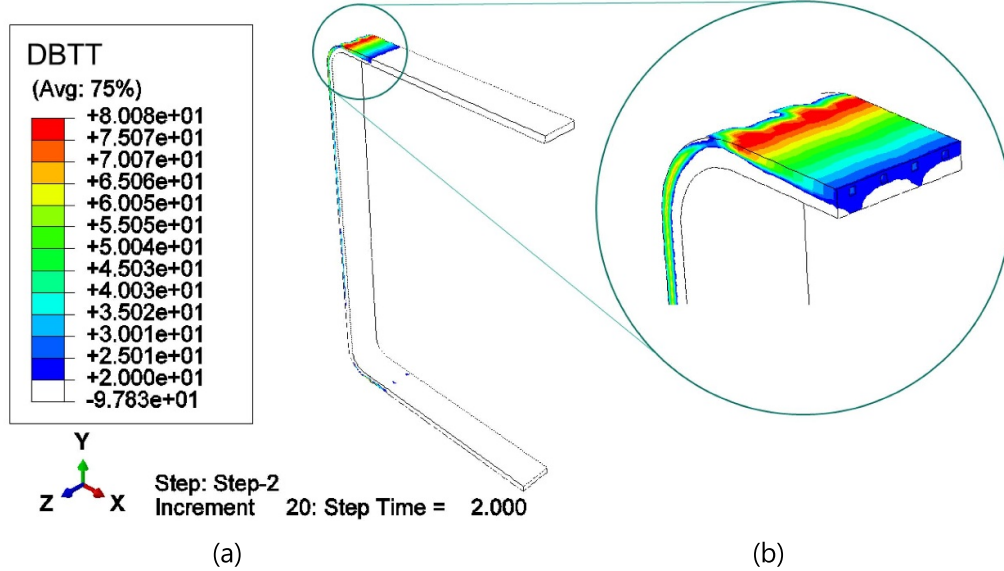 DBTT
(Avg: 75%)
+8.008e+01
+7.507e+01
+7.007e+01
+6.506e+01
+6.005e+01
+5.505e+01
+5.004e+01
+4.503e+01
+4.003e+01
+3.502e+01
+3.001e+01
+2.501e+01
+2.000e+01
-9.783e+01
Y
Z X
Step: Step-2
Increment 20: Step Time = 2.000
(a) (b)